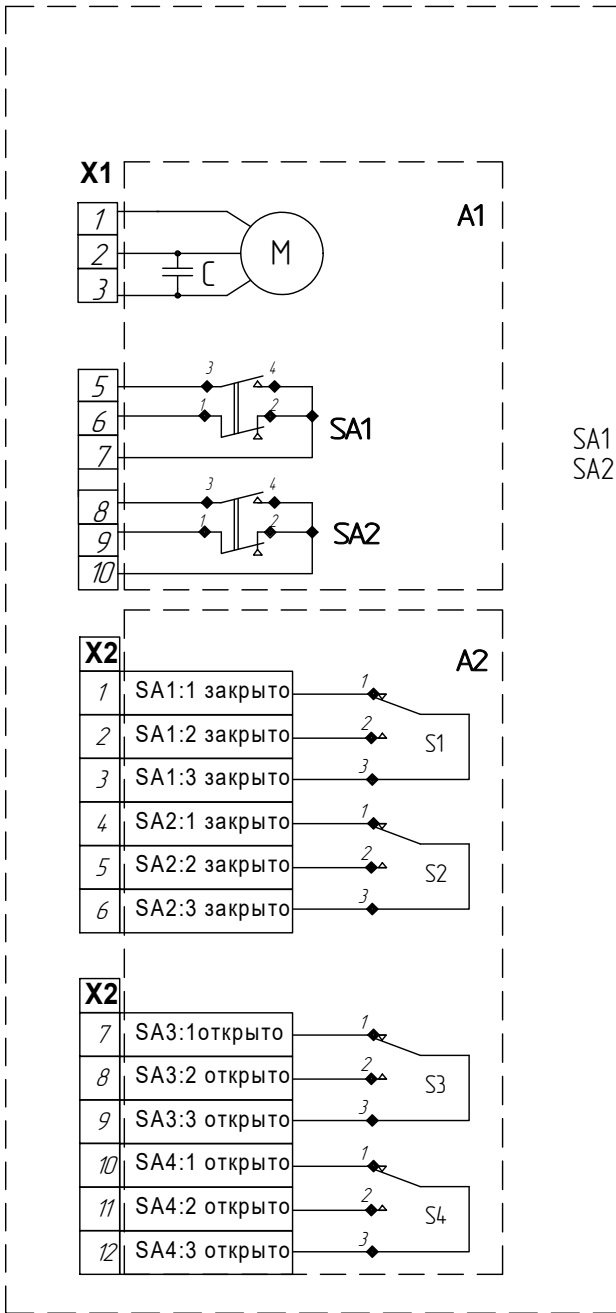 X1
A1
1
2
3
C
M
3
4
5
1
2
6
SA1
7
3
4
8
1
2
9
SA2
10
SA1
SA2
X2
A2
1 SA1:1 закрыто 1
2 SA1:2 закрыто 2 S1
3 SA1:3 закрыто 3
4 SA2:1 закрыто 1
5 SA2:2 закрыто 2 S2
6 SA2:3 закрыто 3
X2
7 SA3:1открыто 1
8 SA3:2 открыто 2 S3
9 SA3:3 открыто 3
10 SA4:1 открыто 1
11 SA4:2 открыто 2 S4
12 SA4:3 открыто 3